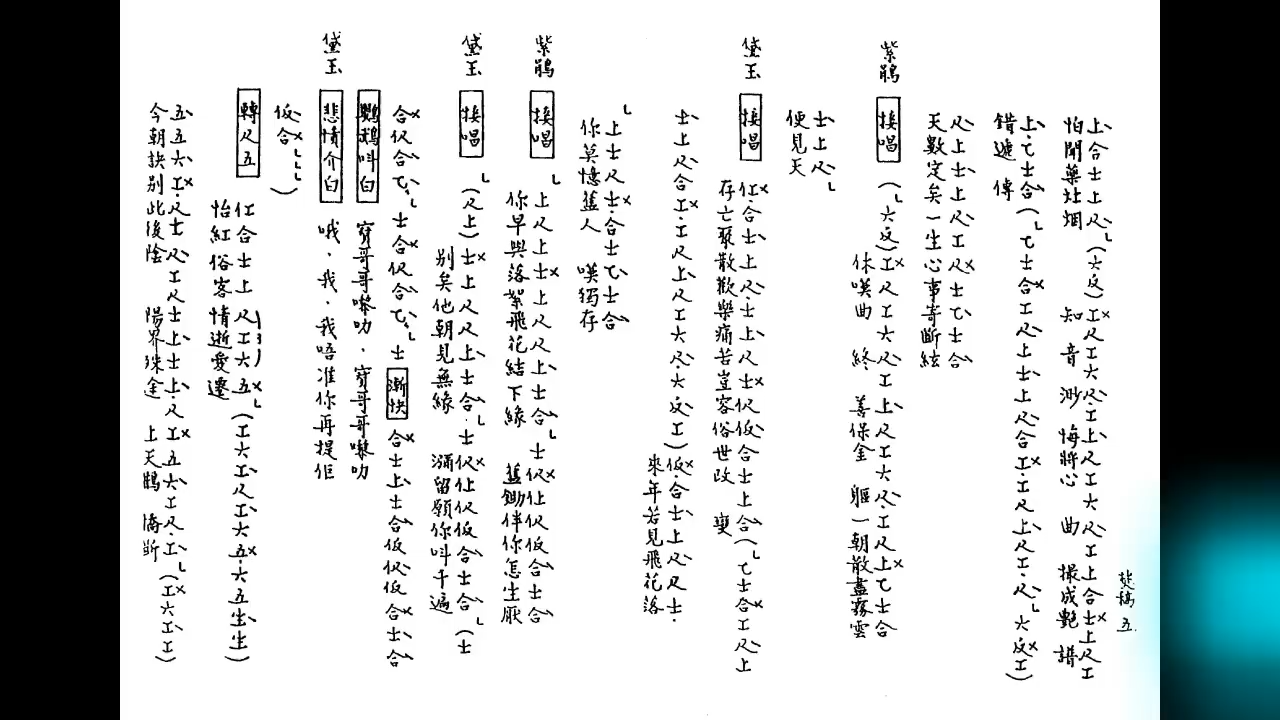 焚稿 五
上合士上尺(六反)工尺工六尺工上尺工六尺工上合士上尺工
怕聞藥灶烟 知音渺 悔將心曲 撮成艷譜
上乙士合(乙士合工尺上士上尺合工工尺上尺工尺六反工)
錯遞傳
尺上士上尺工尺士乙士合
天數定矣一生心事寄斷絃
紫鵑 接唱 (六反)工尺工六尺工上尺工六尺工尺上乙士合
休嘆曲終 善保金軀一朝散盡霧雲
士上尺
便見天
黛玉 接唱 仜合士上尺士上尺士伬仮合士上合(乙士合工尺上
存亡聚散歡樂痛苦豈容俗世改變
士上尺合工工尺上尺工六尺六反工)仮合士上尺尺士
來年若見飛花落
上士尺士合士乙士合
你莫憶舊人 嘆獨存
紫鵑 接唱 上尺上士上尺尺上士合士伬仩伬仮合士合
你早與落絮飛花結下緣 舊鋤伴你怎生厭
黛玉 接唱 (尺上)士上尺尺上士合士伬仩伬仮合士合(士
別矣他朝見無緣 瀰留願你叫千遍
合伬合乙士合伬合乙士 漸快 合士上士合仮伬仮合士合
鸚鵡叫白 寶哥哥嚟叻．寶哥哥嚟叻
黛玉 悲憤介白 哦．我．我唔准你再提佢
仮合)
轉尺五 仜合士上尺工六五(工六工尺工六五六五生生)
怡紅俗客情逝愛遷
五五六工尺士尺工尺士上士上尺工五六工尺工(工六工工)
今朝訣別此後陰陽界殊途 上天鵲橋斷